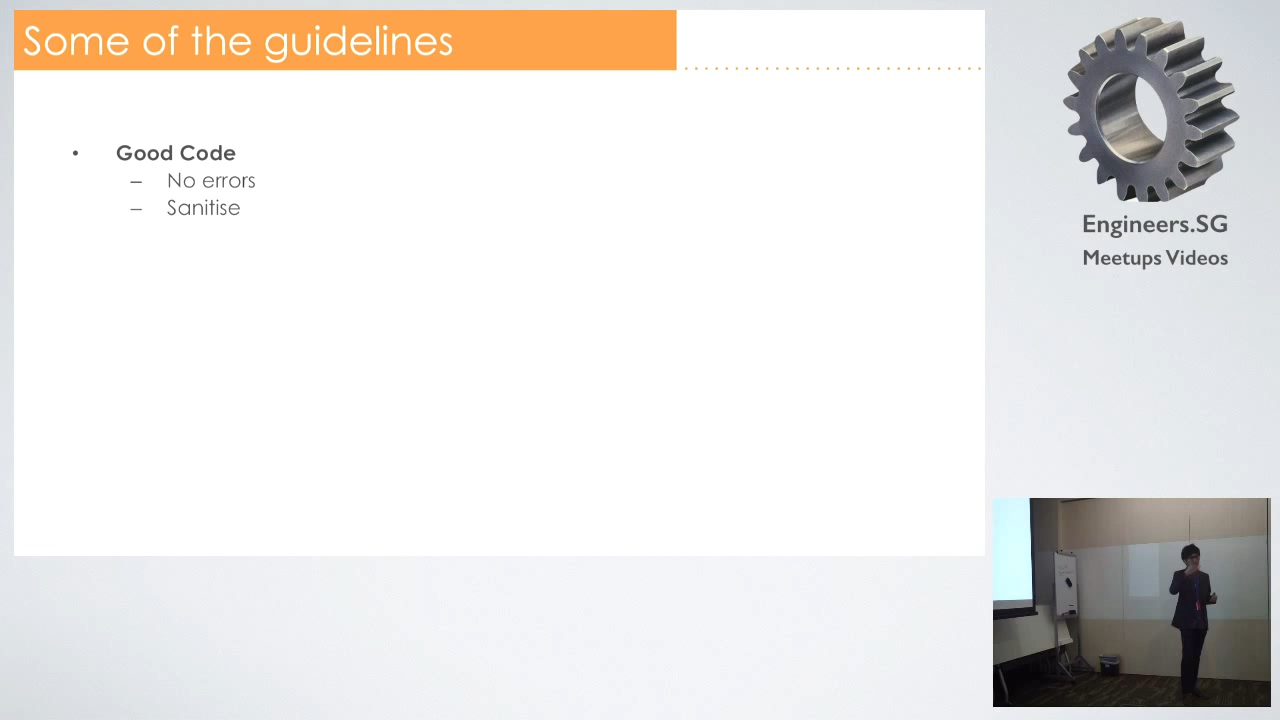 Some of the guidelines
• Good Code
– No errors
– Sanitise
Engineers.SG
Meetups Videos